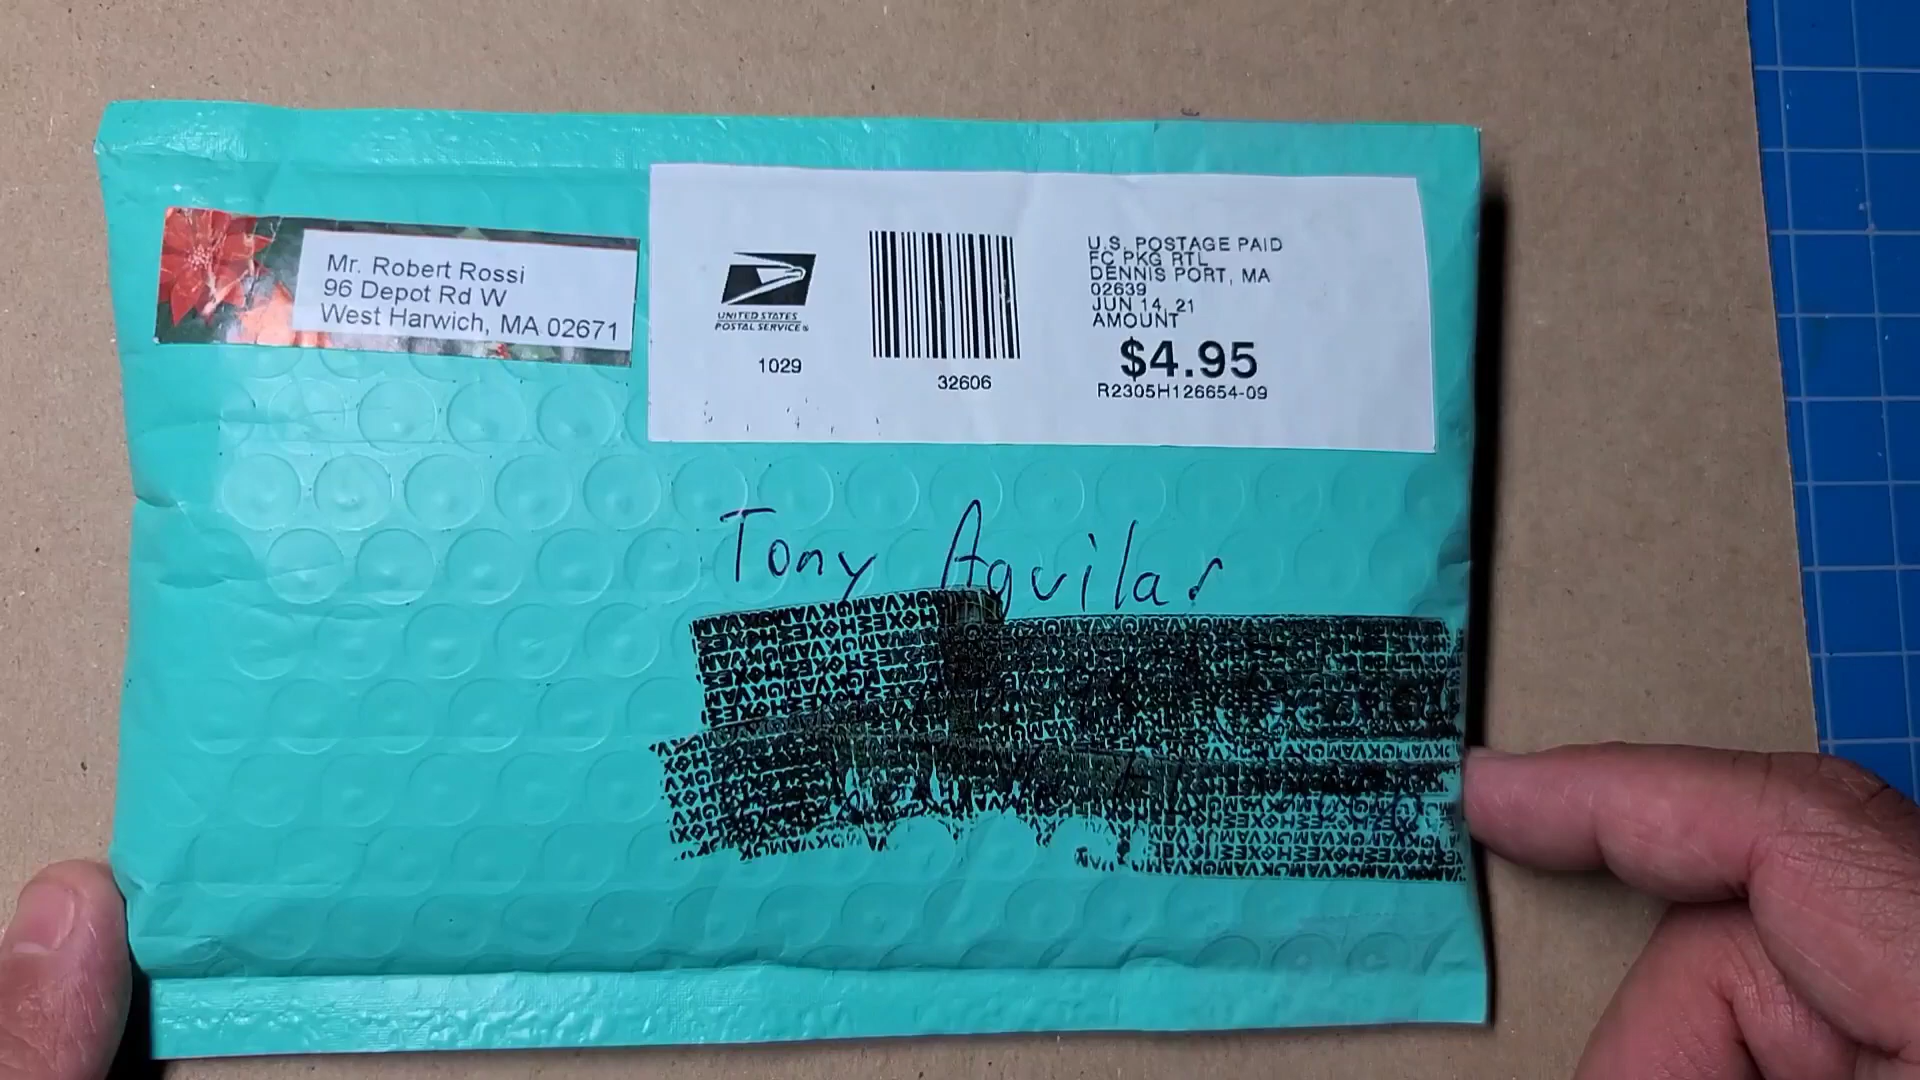 Mr. Robert Rossi
96 Depot Rd W
West Harwich, MA 02671
UNITED STATES
POSTAL SERVICE®
1029
32606
U.S. POSTAGE PAID
FC PKG RTL
DENNIS PORT, MA
02639
JUN 14, 21
AMOUNT
$4.95
R2305H126654-09
Tony Aguilar